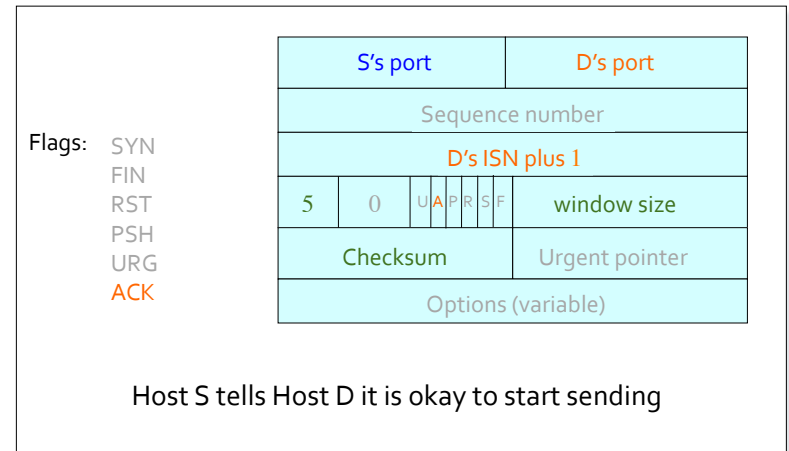 S's port D's port
Sequence number
Flags: SYN
D's ISN plus 1
FIN
RST
5 0 U A P R S F window size
PSH
Checksum Urgent pointer
URG
ACK
Options (variable)
Host S tells Host D it is okay to start sending